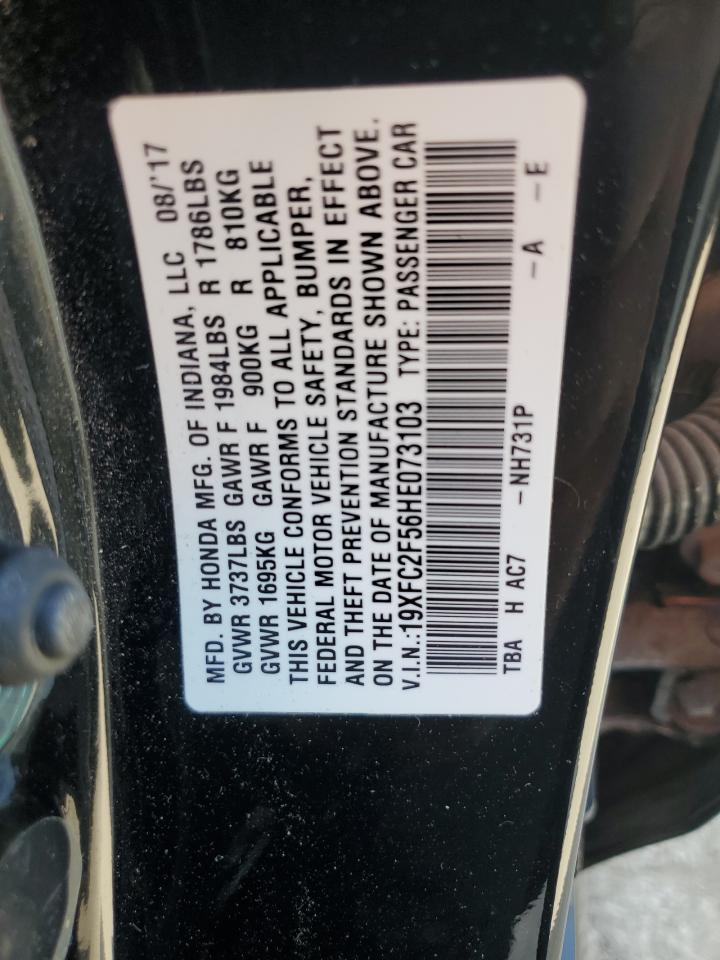 MFD. BY HONDA MFG. OF INDIANA, LLC 08/'17
GVWR 3737LBS GAWR F 1984LBS R 1786LBS
GVWR 1695KG GAWR F 900KG R 810KG
THIS VEHICLE CONFORMS TO ALL APPLICABLE
FEDERAL MOTOR VEHICLE SAFETY, BUMPER,
AND THEFT PREVENTION STANDARDS IN EFFECT
ON THE DATE OF MANUFACTURE SHOWN ABOVE.
V.I.N.:19XFC2F56HE073103 TYPE: PASSENGER CAR
TBA H AC7 -NH731P -A -E